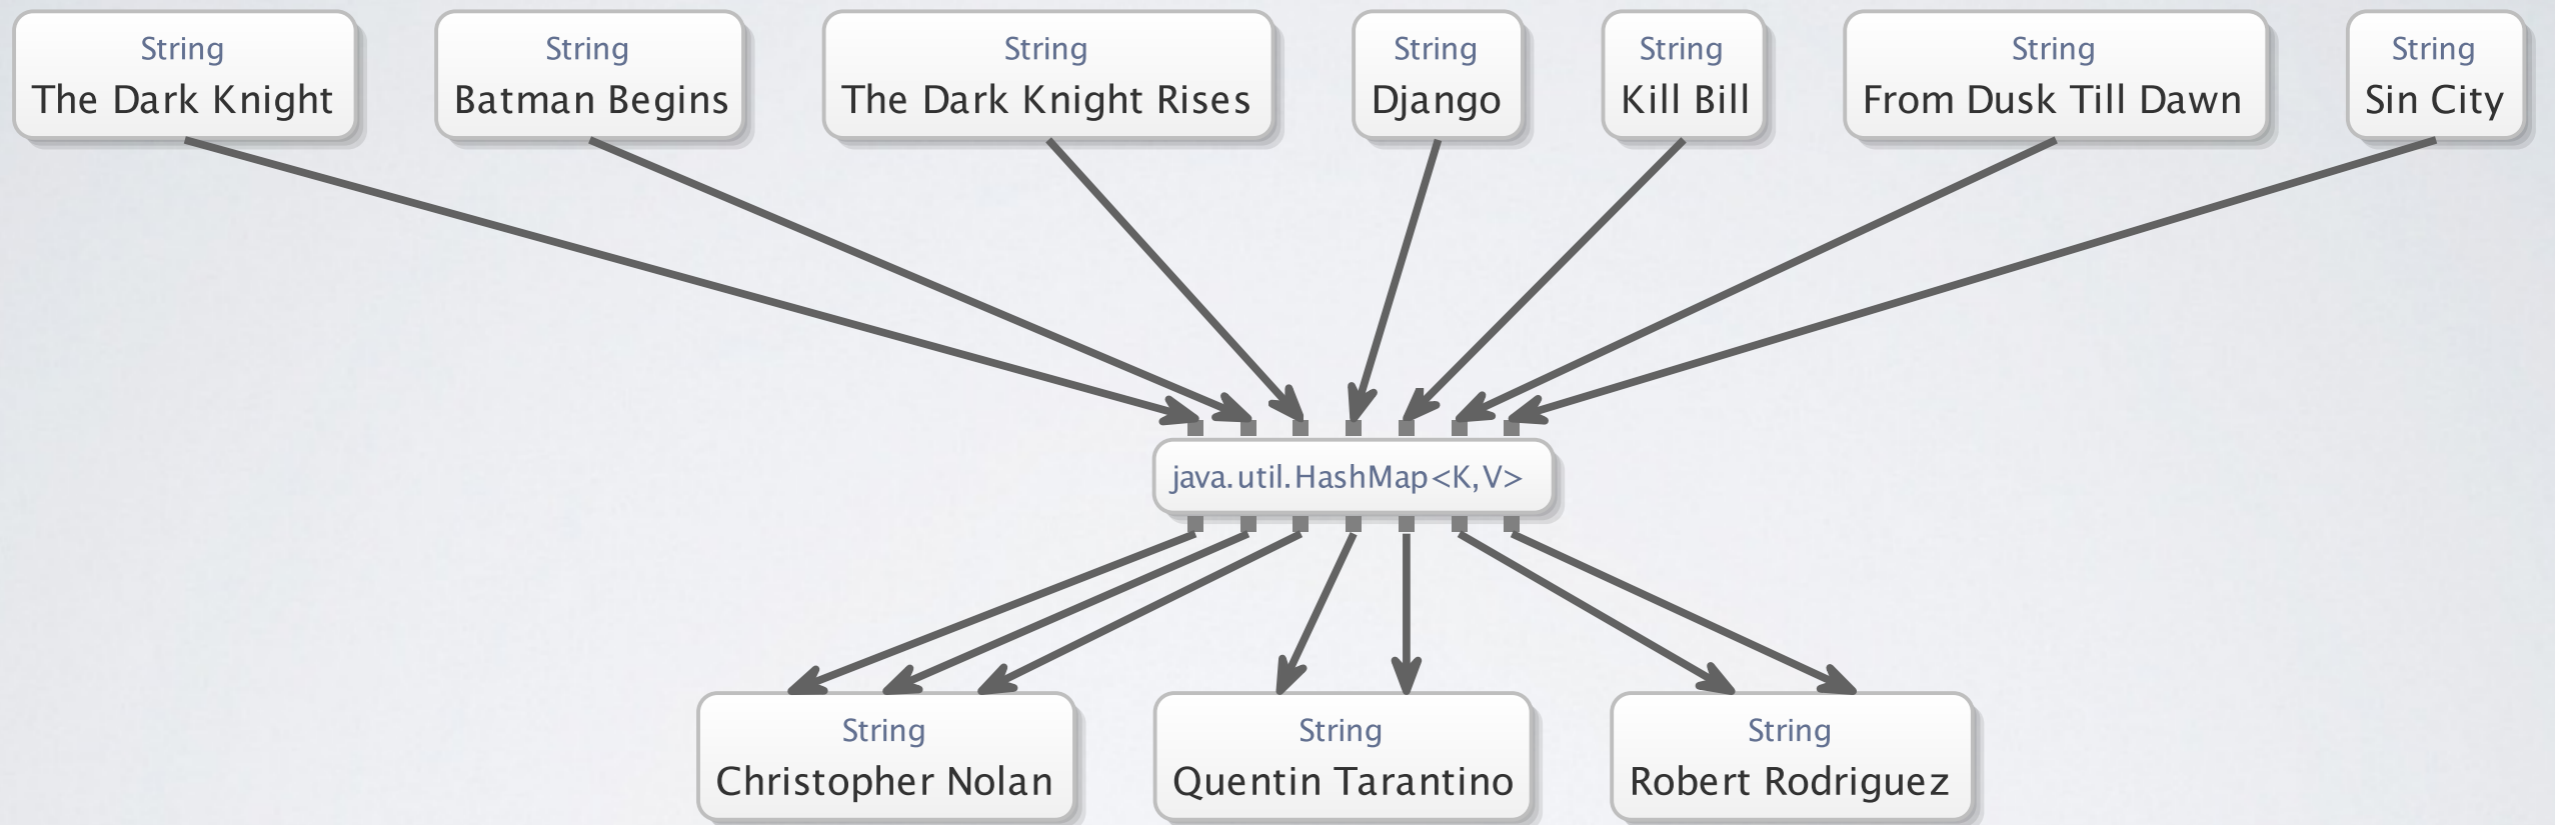 String
The Dark Knight
String
Batman Begins
String
The Dark Knight Rises
String
Django
String
Kill Bill
String
From Dusk Till Dawn
String
Sin City
java.util.HashMap<K,V>
String
Christopher Nolan
String
Quentin Tarantino
String
Robert Rodriguez